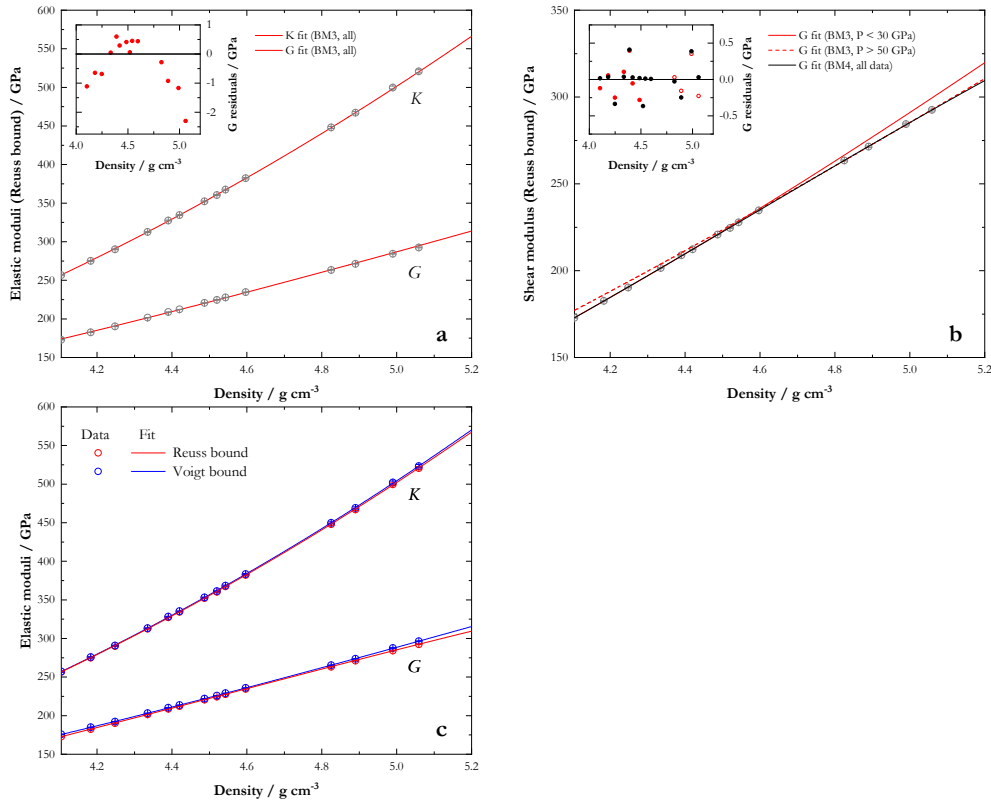 600
550
500
450
400
350
300
250
200
150
4.2
4.4
4.6
4.8
5.0
5.2
Elastic moduli (Reuss bound) / GPa
Density / g cm-3
1
0
-1
-2
4.0
4.5
5.0
G residuals / GPa
Density / g cm-3
K fit (BM3, all)
G fit (BM3, all)
K
G
a
350
300
250
200
150
4.2
4.4
4.6
4.8
5.0
5.2
Shear modulus (Reuss bound) / GPa
Density / g cm-3
0.5
0.0
-0.5
4.0
4.5
5.0
G residuals / GPa
Density / g cm-3
G fit (BM3, P < 30 GPa)
G fit (BM3, P > 50 GPa)
G fit (BM4, all data)
b
600
550
500
450
400
350
300
250
200
150
4.2
4.4
4.6
4.8
5.0
5.2
Elastic moduli / GPa
Density / g cm-3
Data Fit
Reuss bound
Voigt bound
K
G
c